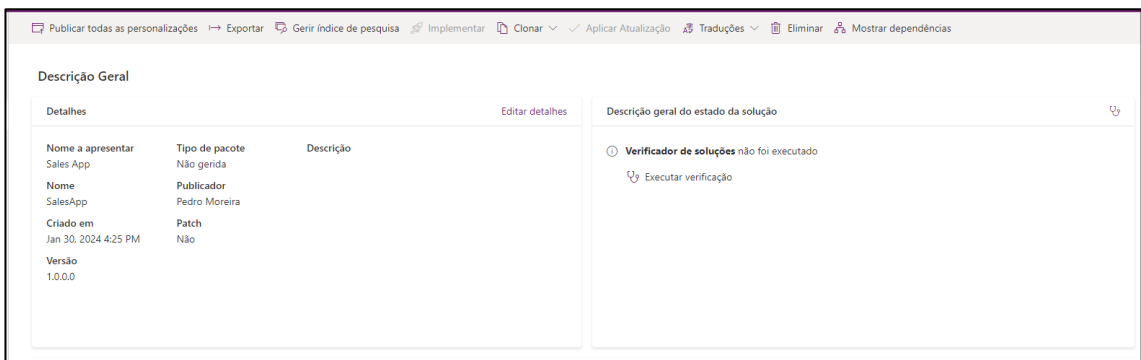 Publicar todas as personalizações Exportar Gerir índice de pesquisa Implementar Clonar Aplicar Atualização Traduções Eliminar Mostrar dependências
Descrição Geral
Detalhes Editar detalhes
Nome a apresentar Tipo de pacote Descrição
Sales App Não gerida
Nome Publicador
SalesApp Pedro Moreira
Criado em Patch
Jan 30, 2024 4:25 PM Não
Versão
1.0.0.0
Descrição geral do estado da solução
Verificador de soluções não foi executado
Executar verificação